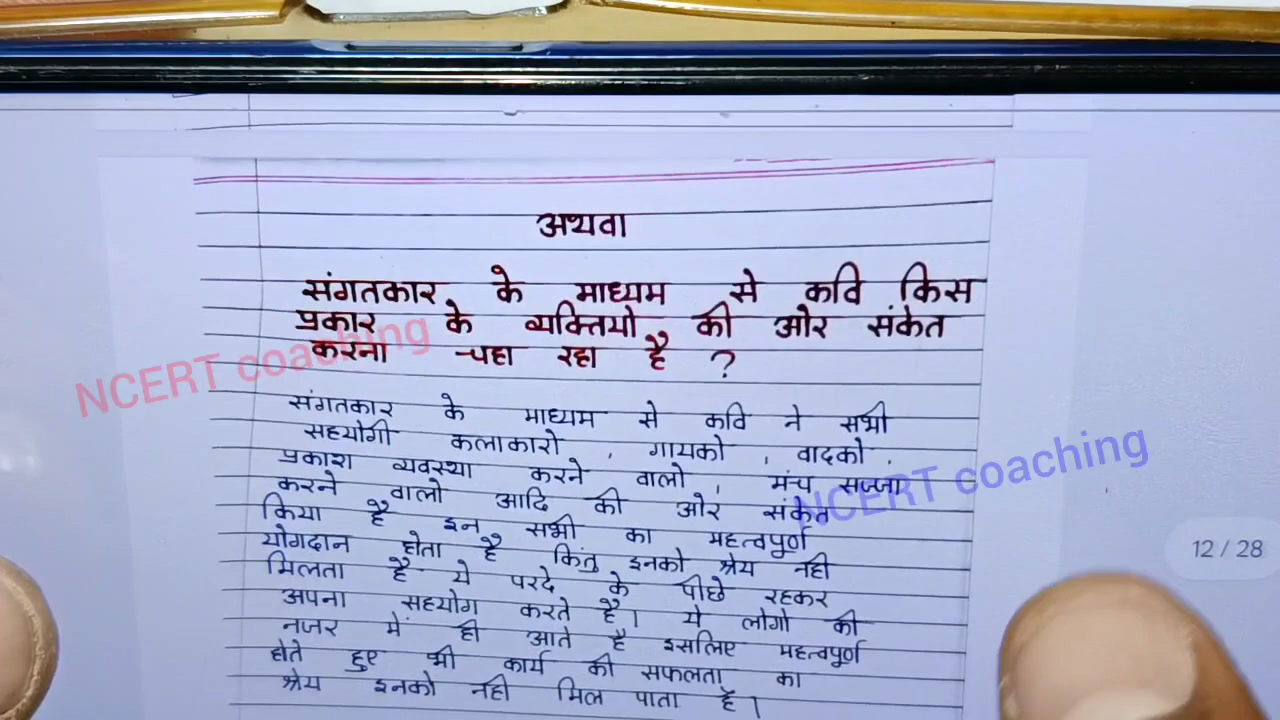 अथवा
संगतकार के माध्यम से कवि किस
प्रकार के व्यक्तियो की ओर संकेत
करना चहा रहा है ?
NCERT coaching
संगतकार के माध्यम से कवि ने सभी
सहयोगी कलाकारो , गायको , वादको ,
प्रकाश व्यवस्था करने वालो , मंच सज्जा
करने वालो आदि की ओर संकेत
NCERT coaching
किया है इन सभी का महत्वपुर्ण
योगदान होता है किंतु इनको श्रेय नही
मिलता है ये परदे के पीछे रहकर
अपना सहयोग करते है। ये लोगो की
नजर में ही आते है इसलिए महत्वपुर्ण
होते हुए भी कार्य की सफलता का
श्रेय इनको नही मिल पाता है।
12 / 28